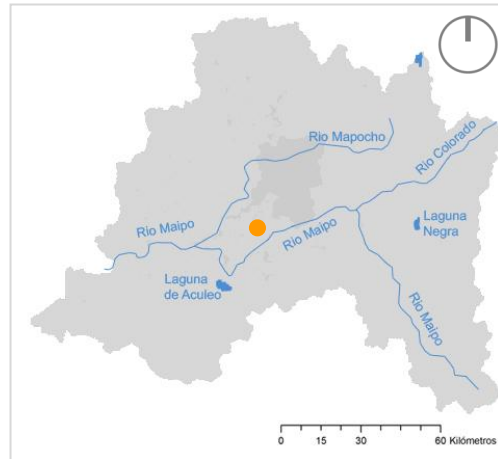 Rio Mapocho
Rio Colorado
Rio Maipo
Rio Maipo
Laguna
Negra
Laguna
de Aculeo
Rio Maipo
0 15 30 60 Kilómetros